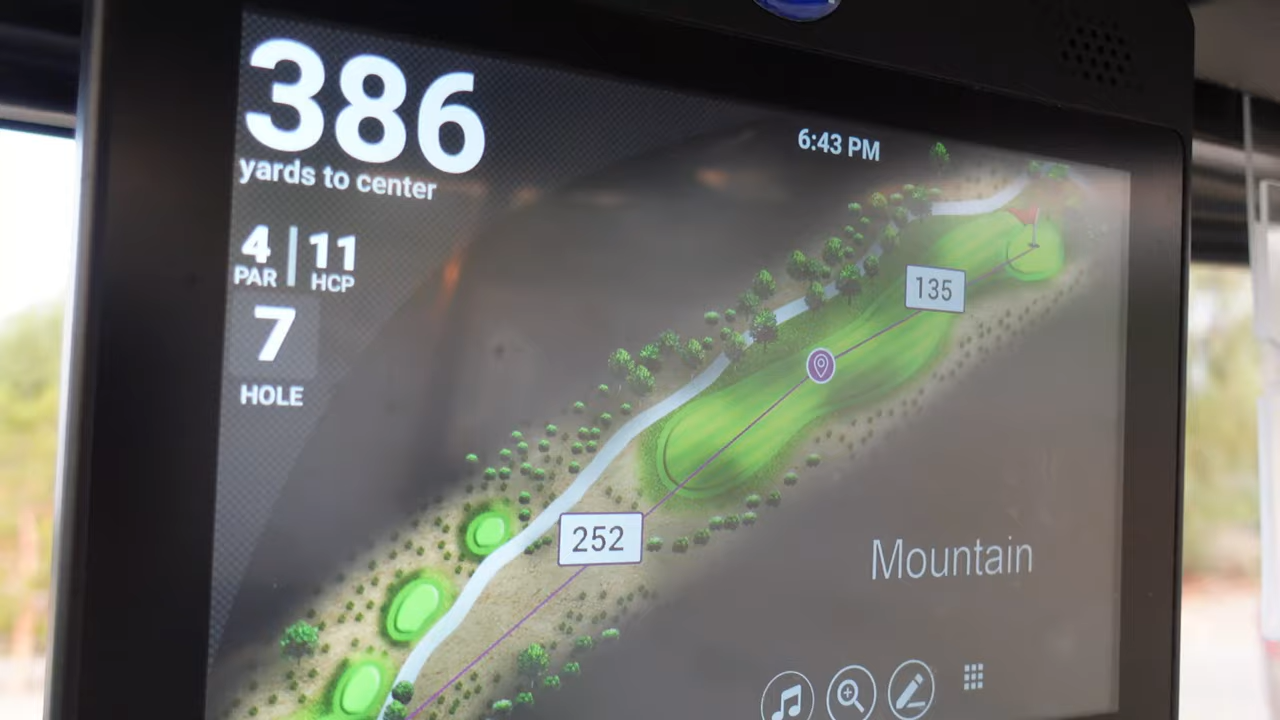 386
yards to center
6:43 PM
4 | 11
PAR HCP
7
HOLE
135
252
Mountain